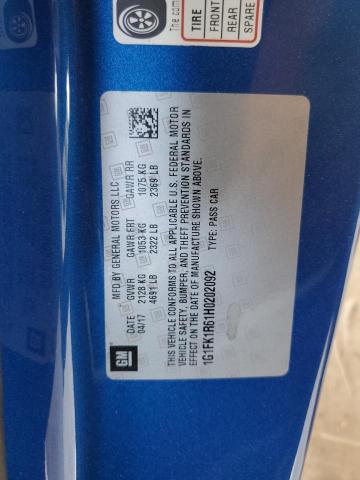 The com
TIRE
FRONT
REAR
SPARE
MFD BY GENERAL MOTORS LLC
DATE GVWR GAWR FRT GAWR RR
04/17 2128 KG 1053 KG 1075 KG
4691 LB 2322 LB 2369 LB
THIS VEHICLE CONFORMS TO ALL APPLICABLE U.S. FEDERAL MOTOR
VEHICLE SAFETY, BUMPER, AND THEFT PREVENTION STANDARDS IN
EFFECT ON THE DATE OF MANUFACTURE SHOWN ABOVE.
1G1FK1R61H0202092 TYPE: PASS CAR
GM